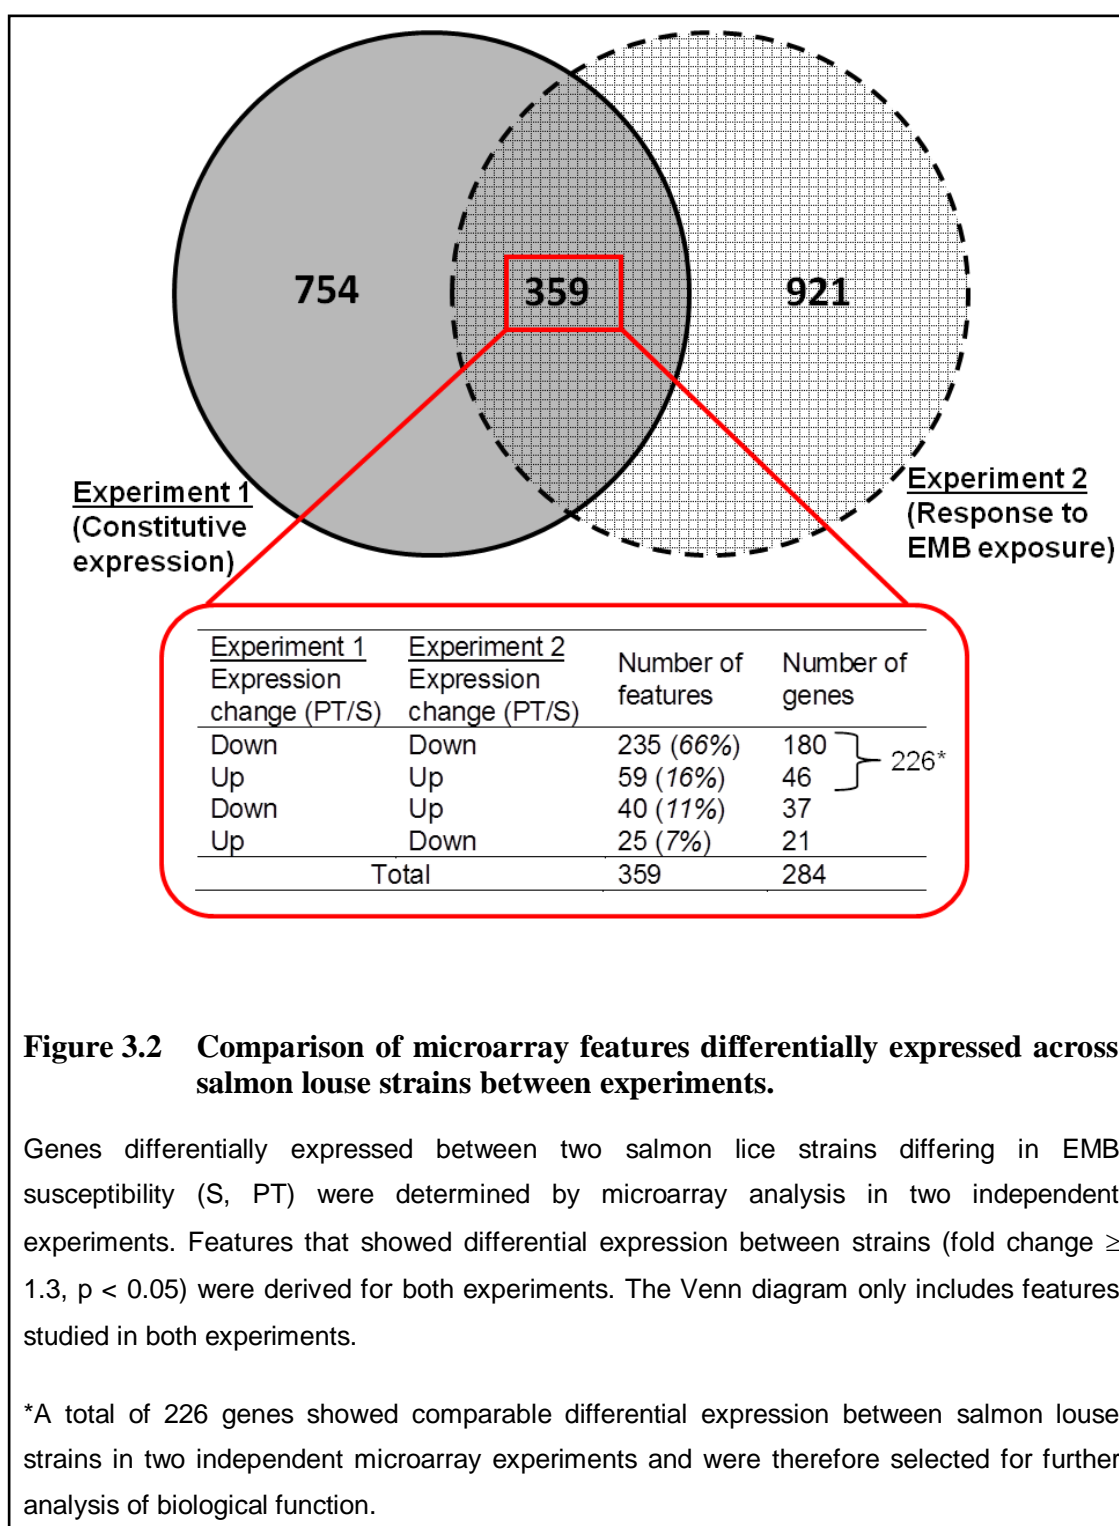 754
359
921
Experiment 1
(Constitutive
expression)
Experiment 2
(Response to
EMB exposure)
Experiment 1 Experiment 2 Number of Number of
Expression Expression features genes
change (PT/S) change (PT/S)
Down Down 235 (66%) 180
Up Up 59 (16%) 46
226*
Down Up 40 (11%) 37
Up Down 25 (7%) 21
Total 359 284
Figure 3.2 Comparison of microarray features differentially expressed across
salmon louse strains between experiments.
Genes differentially expressed between two salmon lice strains differing in EMB
susceptibility (S, PT) were determined by microarray analysis in two independent
experiments. Features that showed differential expression between strains (fold change ≥
1.3, p < 0.05) were derived for both experiments. The Venn diagram only includes features
studied in both experiments.
*A total of 226 genes showed comparable differential expression between salmon louse
strains in two independent microarray experiments and were therefore selected for further
analysis of biological function.